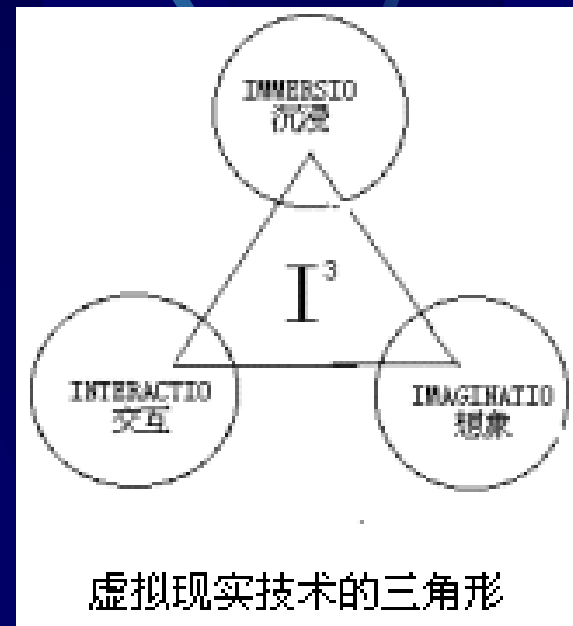 IMMERSIO
沉浸
I³
INTERACTIO
交互
IMAGINATIO
想象
虚拟现实技术的三角形